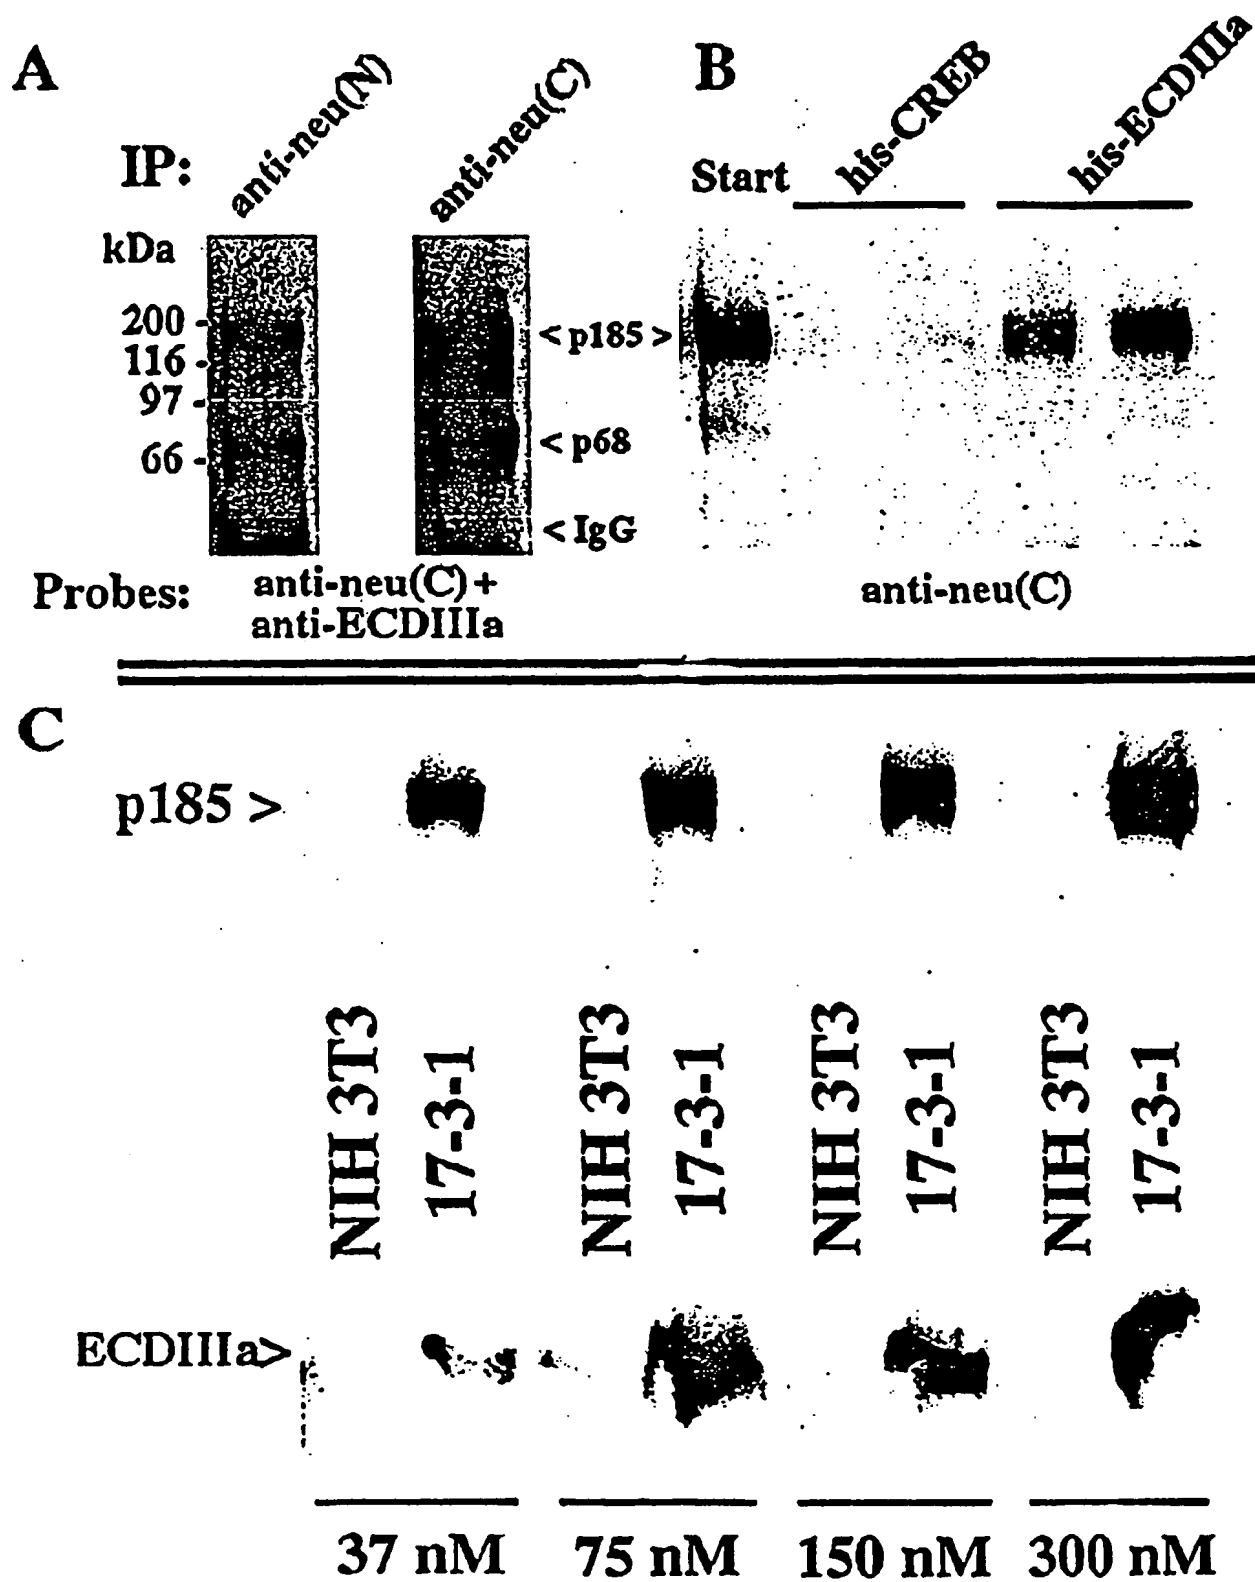 A
IP:
anti-neu(N)
anti-neu(C)
kDa
200 -
116 -
97 -
66 -
< p185 >
< p68
< IgG
Probes:
anti-neu(C) +
anti-ECDIIIa
B
Start
his-CREB
his-ECDIIIa
anti-neu(C)
C
p185 >
NIH 3T3
17-3-1
NIH 3T3
17-3-1
NIH 3T3
17-3-1
NIH 3T3
17-3-1
ECDIIIa>
37 nM
75 nM
150 nM
300 nM